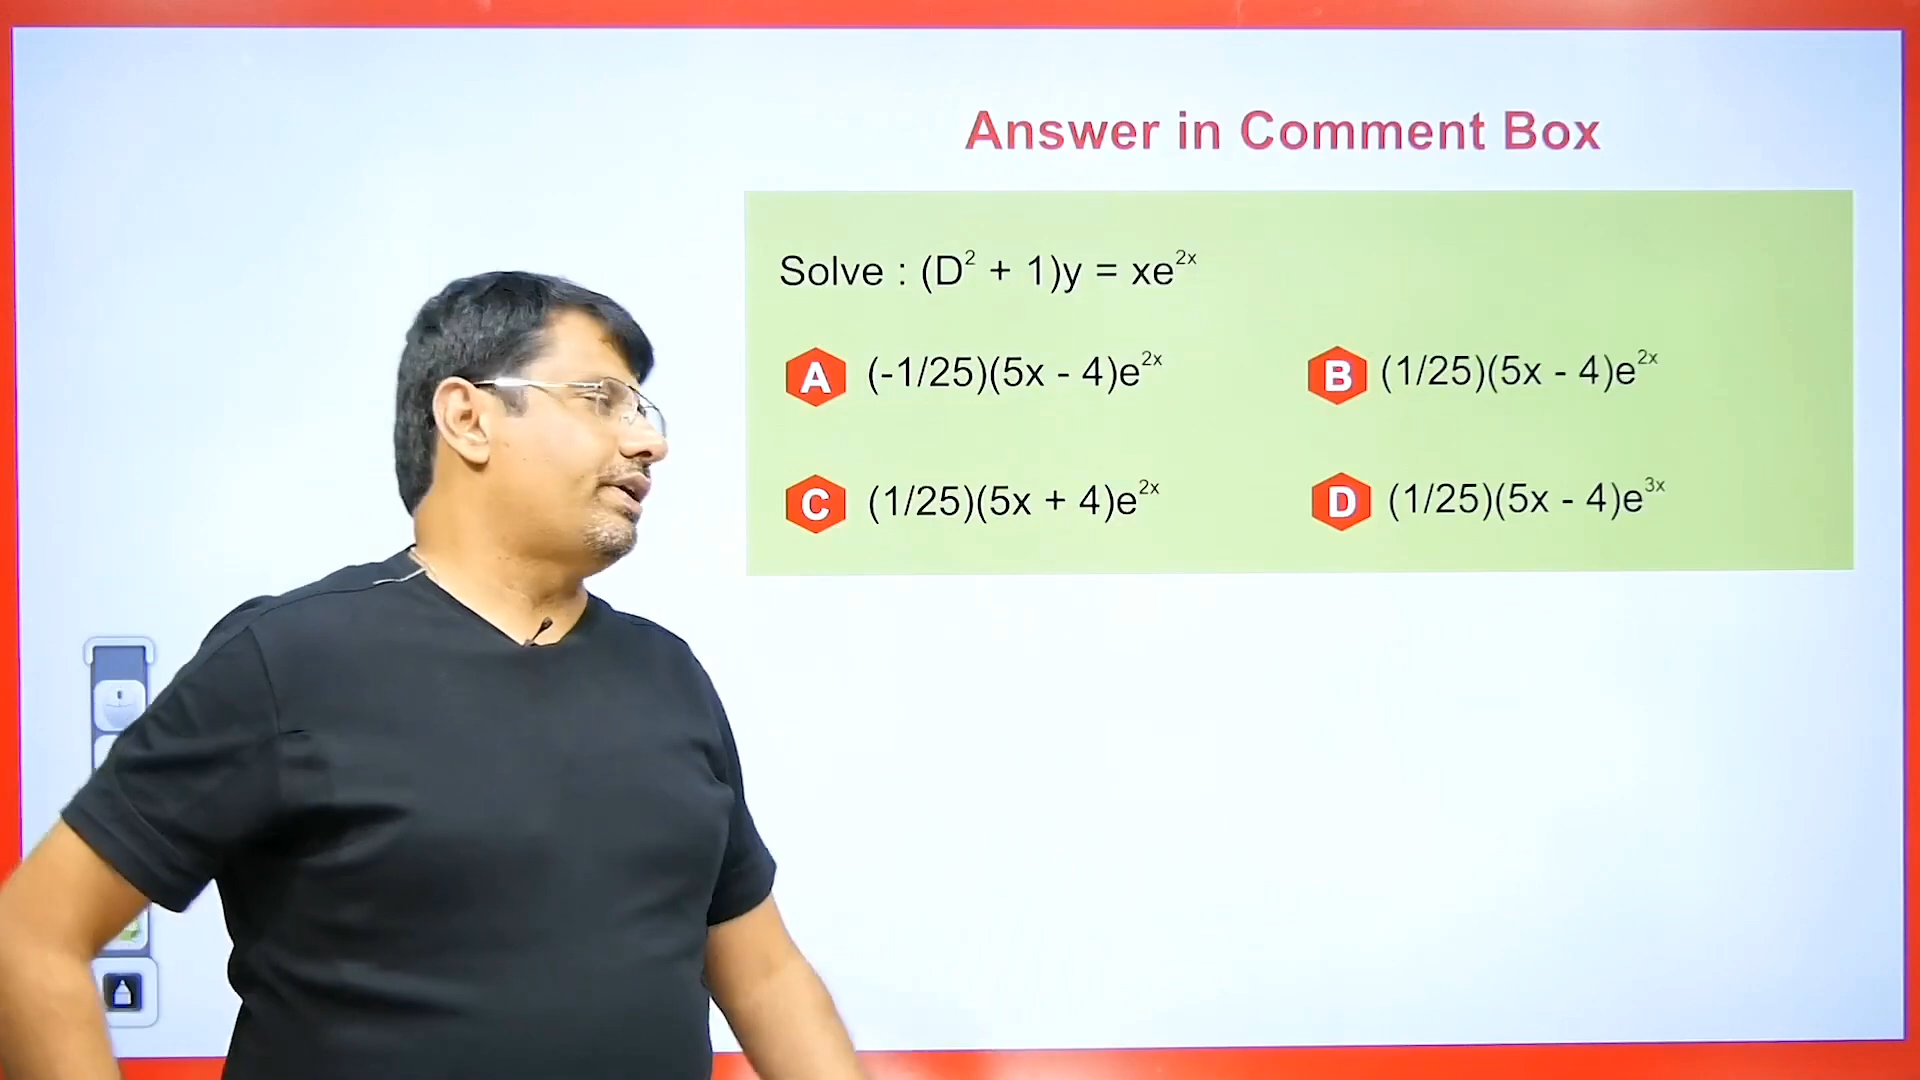 Answer in Comment Box
Solve : (D² + 1)y = xe²ˣ
A (-1/25)(5x - 4)e²ˣ
B (1/25)(5x - 4)e²ˣ
C (1/25)(5x + 4)e²ˣ
D (1/25)(5x - 4)e³ˣ